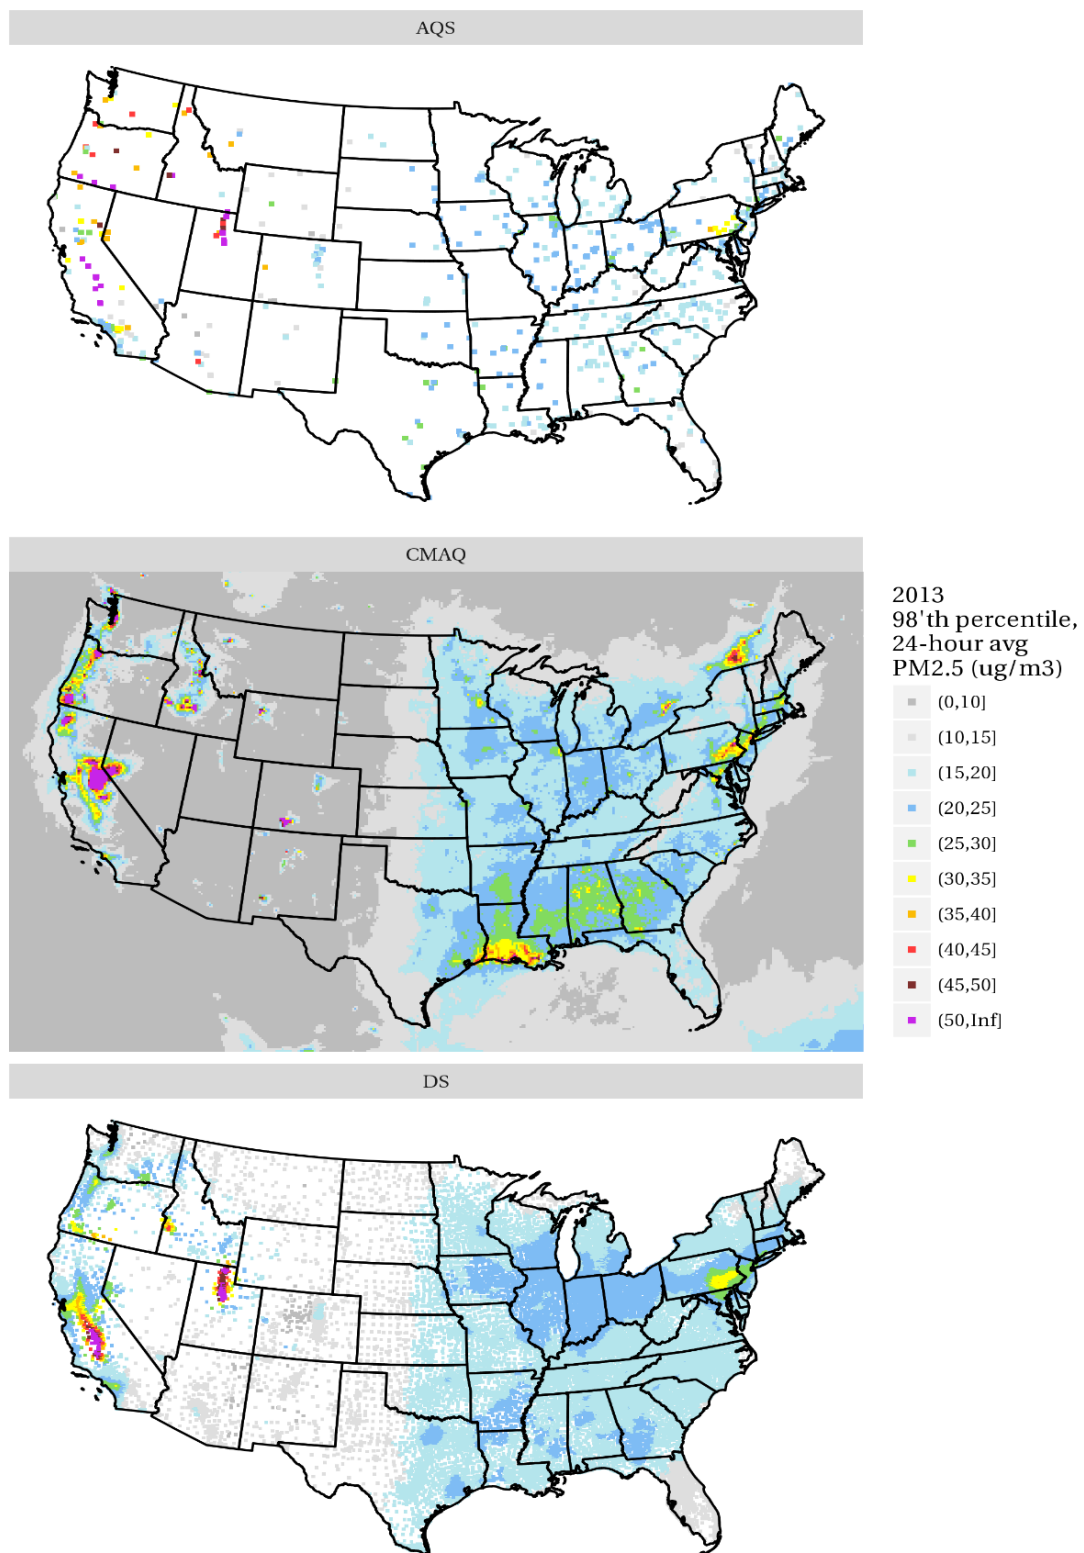 AQS
CMAQ
2013
98'th percentile,
24-hour avg
PM2.5 (ug/m3)
(0,10]
(10,15]
(15,20]
(20,25]
(25,30]
(30,35]
(35,40]
(40,45]
(45,50]
(50,Inf]
DS